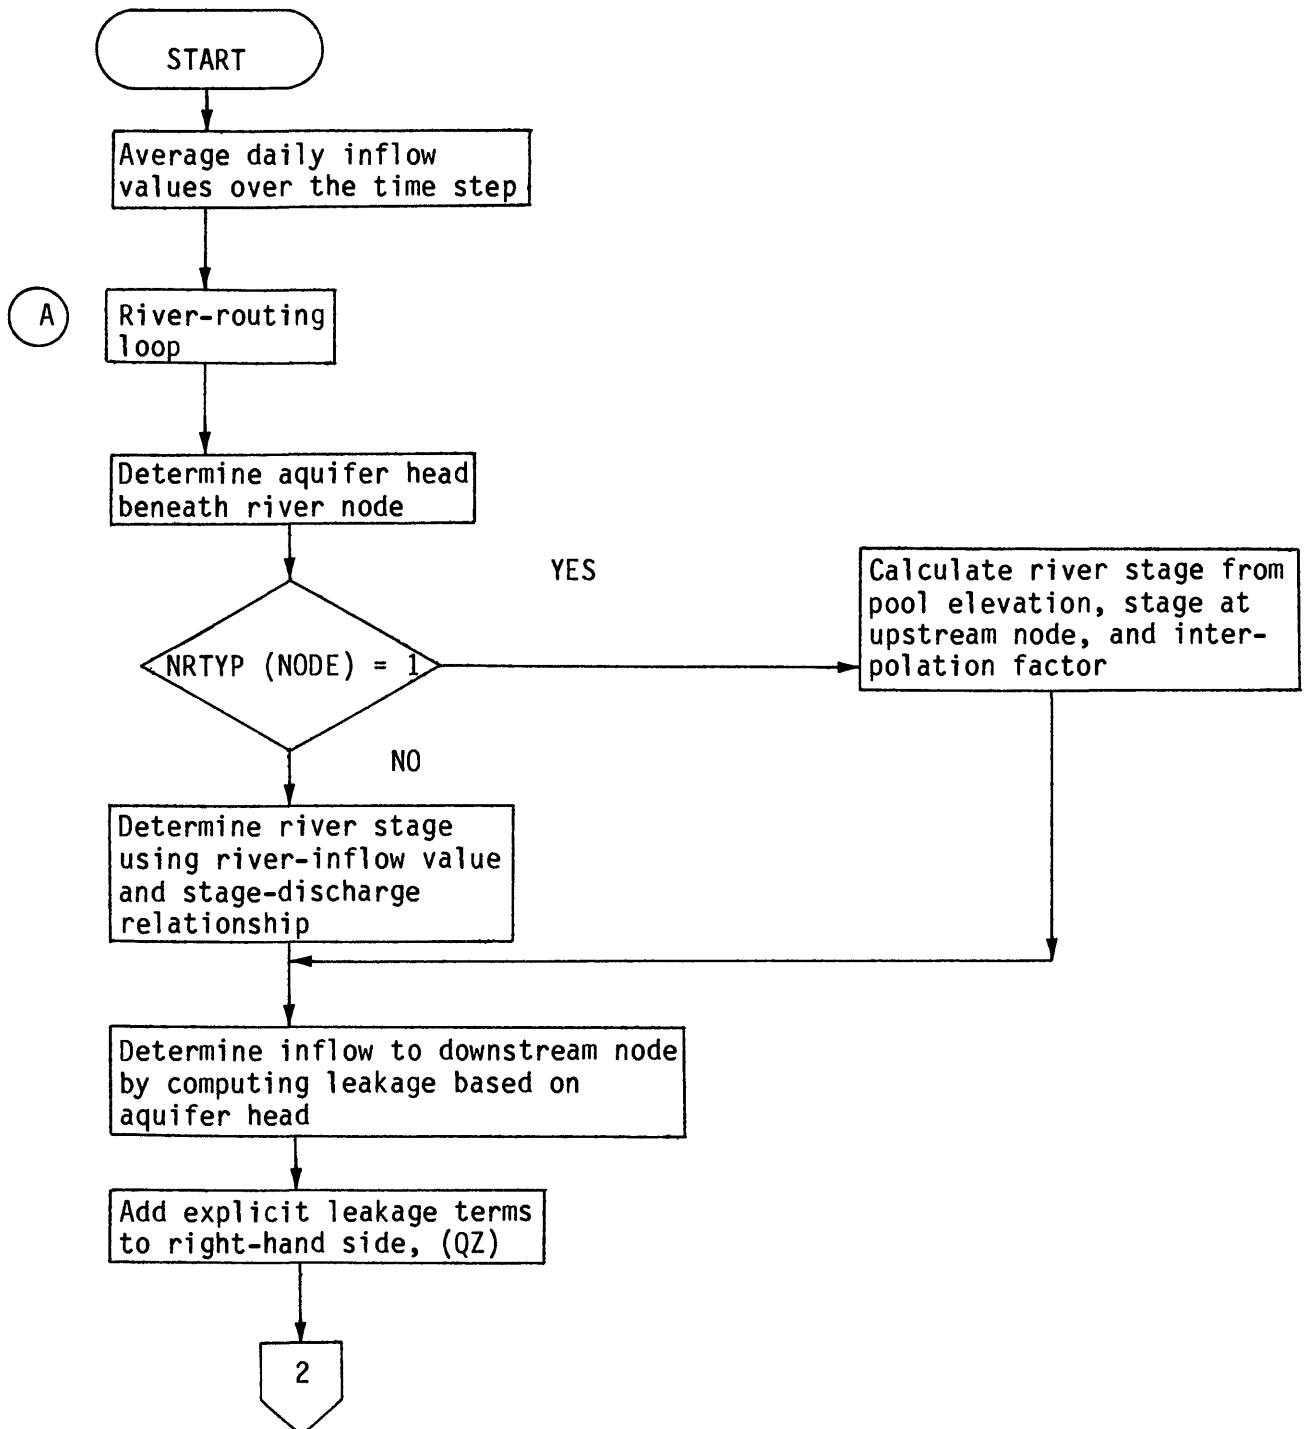 START
Average daily inflow
values over the time step
A
River-routing
loop
Determine aquifer head
beneath river node
YES
NRTYP (NODE) = 1
Calculate river stage from
pool elevation, stage at
upstream node, and inter-
polation factor
NO
Determine river stage
using river-inflow value
and stage-discharge
relationship
Determine inflow to downstream node
by computing leakage based on
aquifer head
Add explicit leakage terms
to right-hand side, (QZ)
2